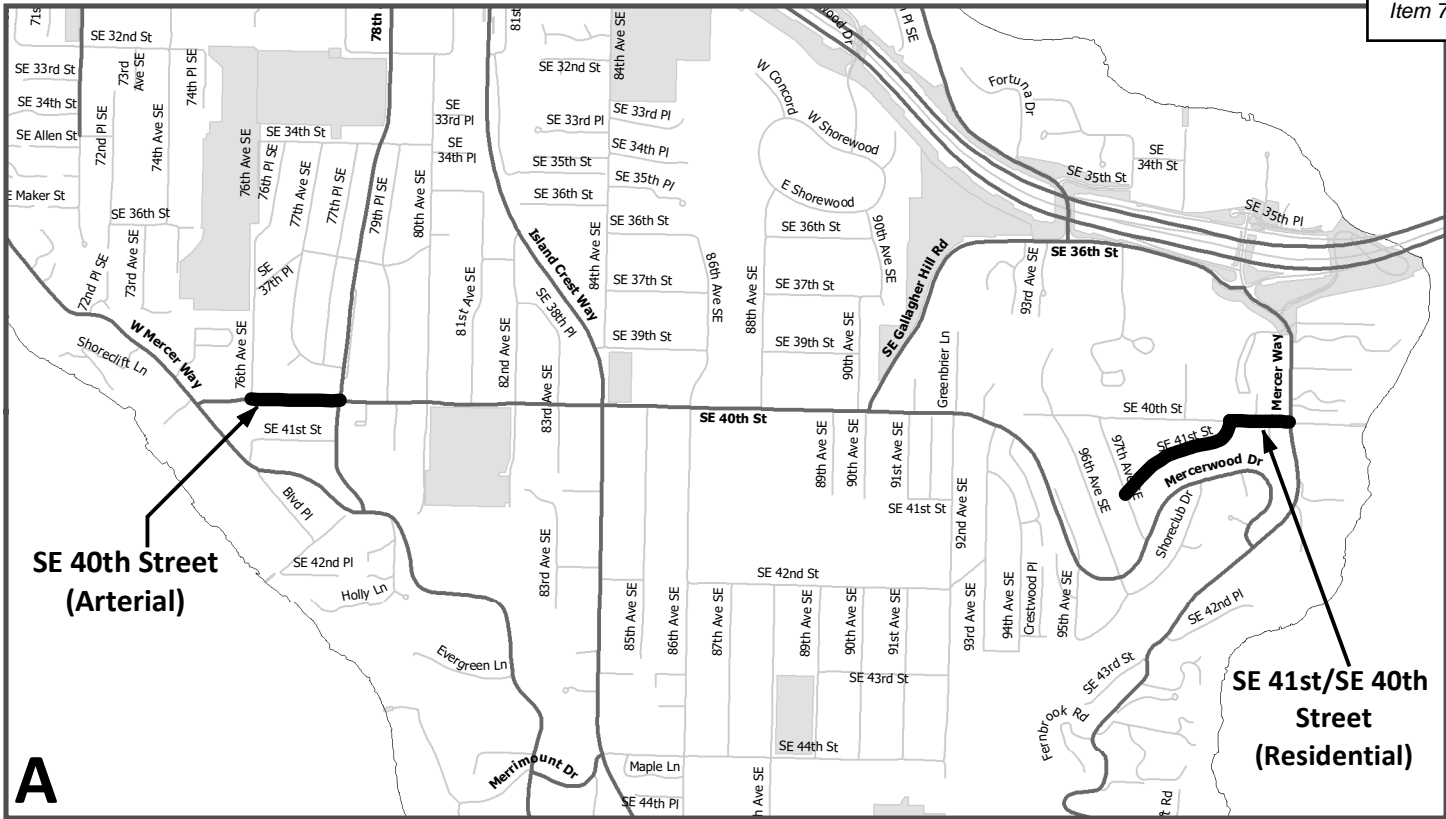 Item 7
71s
SE 32nd St
78th
81st
81st
SE 33rd St
73rd
Ave SE
74th Pl SE
SE 32nd St
84th Ave SE
wood Dr
Pl SE
SE 34th St
72nd Pl SE
74th Ave SE
SE Allen St
76th Ave SE
SE 34th St
76th Pl SE
77th Ave SE
77th Pl SE
79th Pl SE
80th Ave SE
SE
33rd Pl
SE
34th Pl
SE 33rd Pl
SE 35th St
SE 36th St
SE 33rd Pl
SE 34th Pl
SE 35th Pl
SE 36th St
W Concord
W Shorewood
E Shorewood
SE 36th St
90th Ave SE
Fortuna Dr
SE
34th St
SE 35th St
SE 35th Pl
E Maker St
SE 36th St
72nd Pl SE
73rd Ave SE
SE
37th Pl
81st Ave SE
82nd Ave SE
Island Crest Way
84th Ave SE
SE 38th Pl
SE 37th St
SE 39th St
86th Ave SE
88th Ave SE
SE 37th St
SE 39th St
90th Ave SE
SE Gallagher Hill Rd
SE 36th St
93rd Ave SE
Greenbrier Ln
W Mercer Way
Shoreclift Ln
76th Ave SE
SE 41st St
83rd Ave SE
SE 40th St
89th Ave SE
90th Ave SE
91st Ave SE
SE 41st St
92nd Ave SE
SE 40th St
Mercer Way
SE 41st St
97th Ave SE
96th Ave SE
Mercerwood Dr
Shoreclub Dr
Blvd Pl
SE 42nd Pl
Holly Ln
Evergreen Ln
83rd Ave SE
SE 42nd St
85th Ave SE
86th Ave SE
87th Ave SE
89th Ave SE
90th Ave SE
91st Ave SE
93rd Ave SE
94th Ave SE
Crestwood Pl
95th Ave SE
SE 43rd St
SE 44th St
SE 42nd Pl
SE 43rd St
Fernbrook Rd
Merrimount Dr
Maple Ln
SE 44th Pl
h Ave SE
t Rd
SE 40th Street
(Arterial)
SE 41st/SE 40th
Street
(Residential)
A